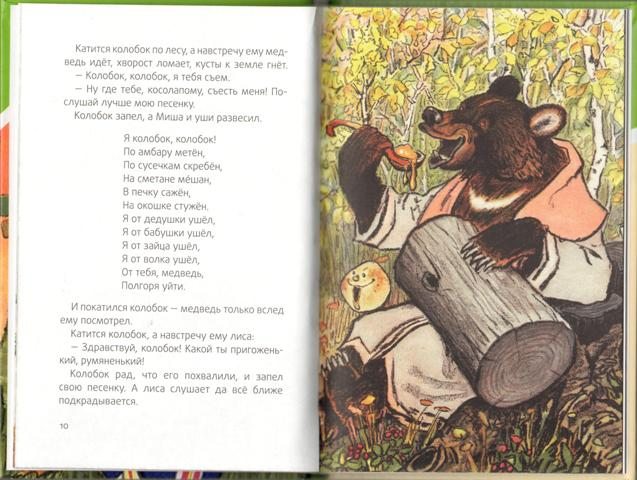 Катится колобок по лесу, а навстречу ему мед-
ведь идёт, хворост ломает, кусты к земле гнёт.
— Колобок, колобок, я тебя съем.
— Ну где тебе, косолапому, съесть меня! По-
слушай лучше мою песенку.
Колобок запел, а Миша и уши развесил.
Я колобок, колобок!
По амбару метён,
По сусечкам скребён,
На сметане ме́шан,
В печку сажён,
На окошке стужён.
Я от дедушки ушёл,
Я от бабушки ушёл,
Я от зайца ушёл,
Я от волка ушёл,
От тебя, медведь,
Полгоря уйти.
И покатился колобок — медведь только вслед
ему посмотрел.
Катится колобок, а навстречу ему лиса:
— Здравствуй, колобок! Какой ты пригожень-
кий, румяненький!
Колобок рад, что его похвалили, и запел
свою песенку. А лиса слушает да всё ближе
подкрадывается.
10